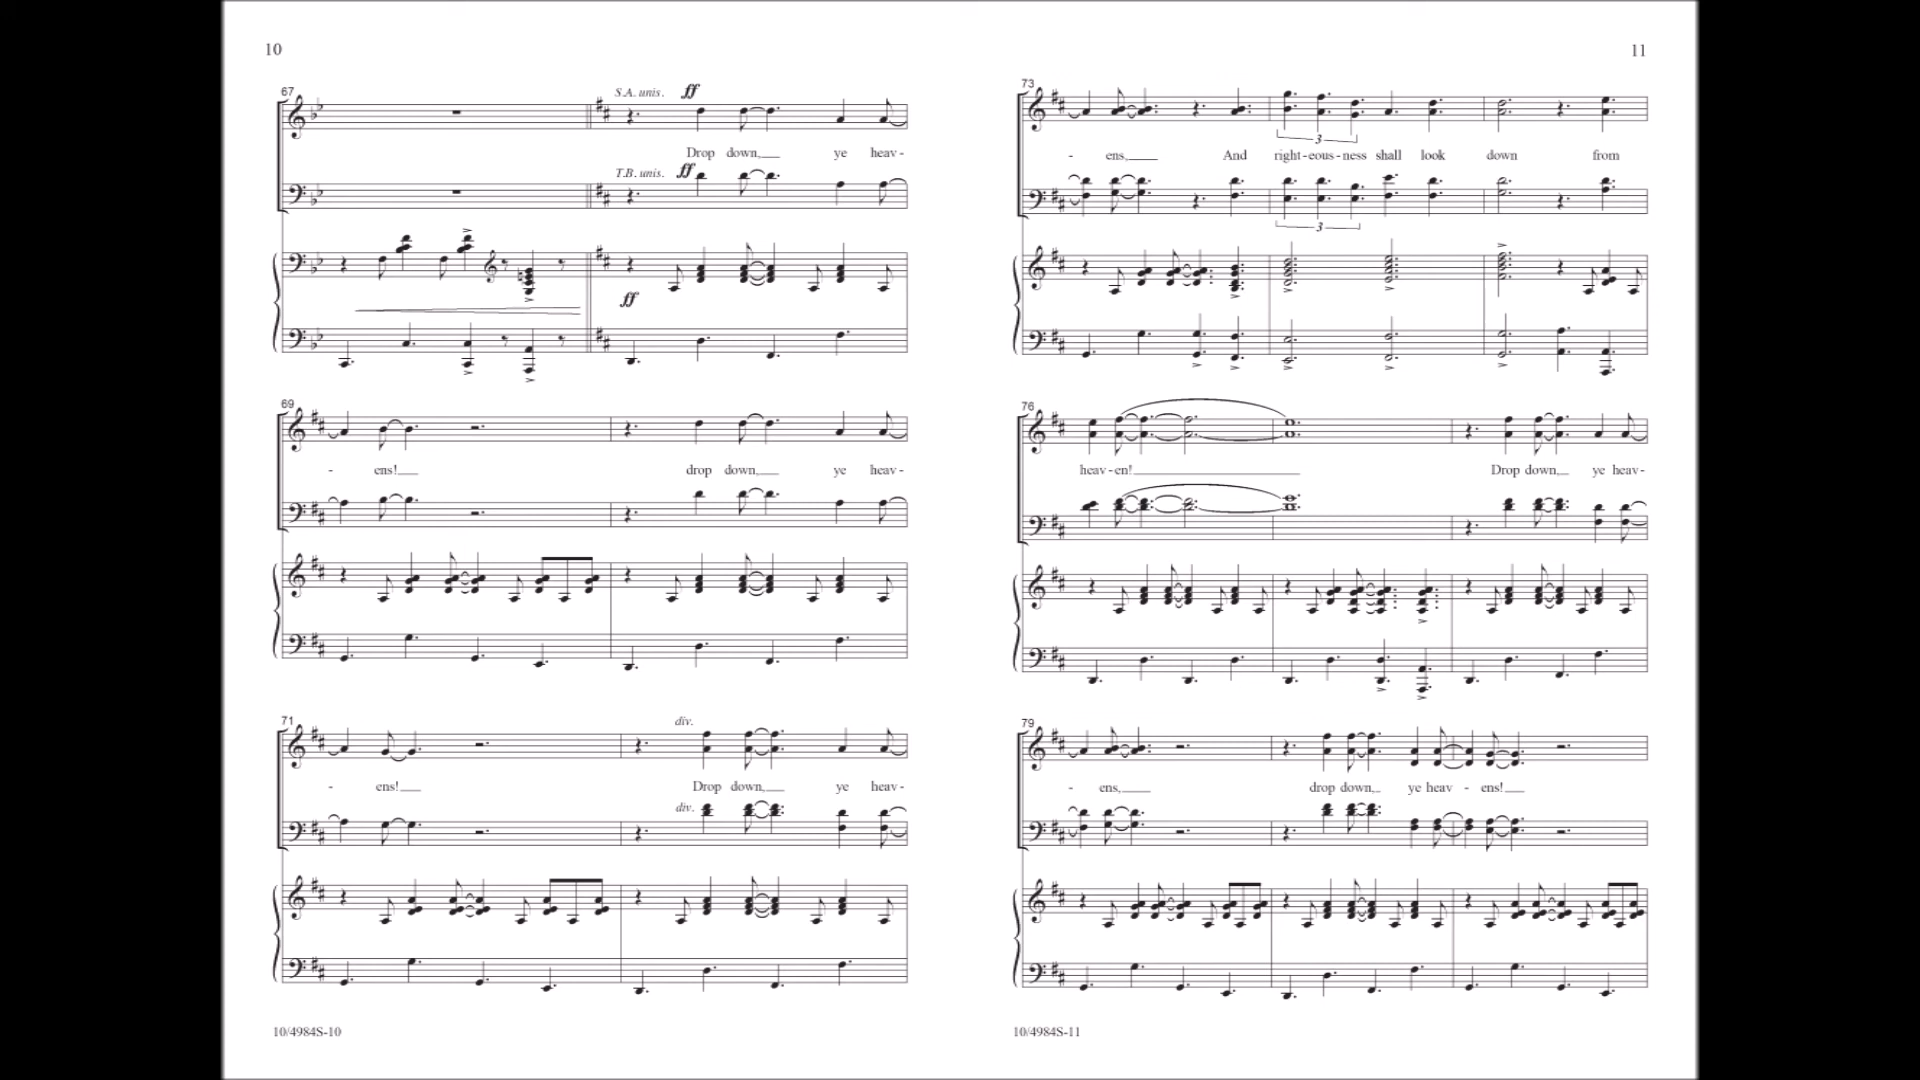 10
67
S.A. unis. ff
Drop down, ye heav-
T.B. unis. ff
ff
69
- ens! drop down, ye heav-
71
div.
- ens! Drop down, ye heav-
div.
10/4984S-10
11
73
3
- ens, And right-eous-ness shall look down from
3
76
heav-en! Drop down, ye heav-
79
- ens, drop down, ye heav - ens!
10/4984S-11